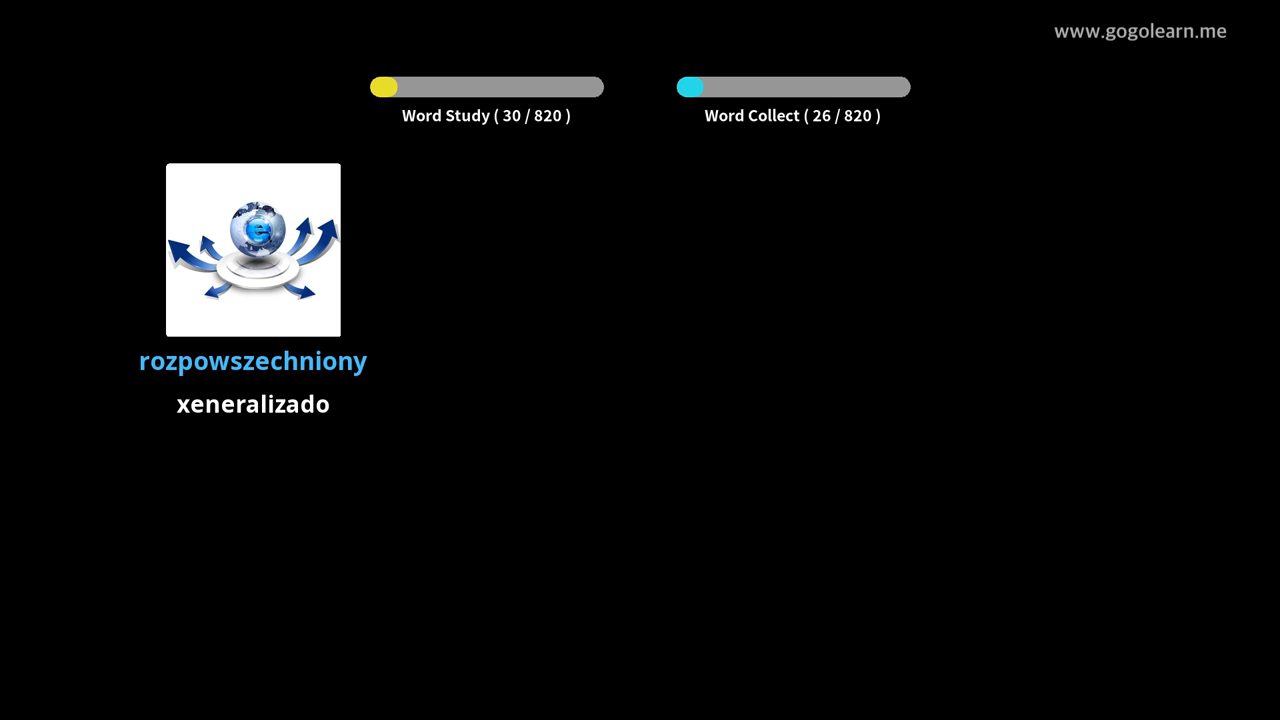 www.gogolearn.me
Word Study ( 30 / 820 )
Word Collect ( 26 / 820 )
e
rozpowszechniony
xeneralizado